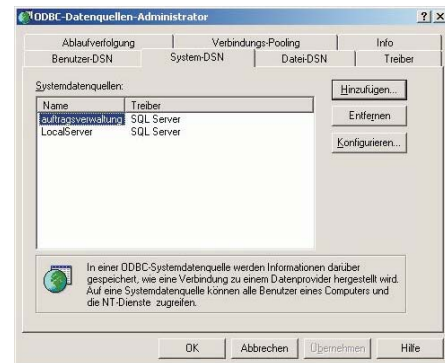 ODBC-Datenquellen-Administrator
Ablaufverfolgung Verbindungs-Pooling Info
Benutzer-DSN System-DSN Datei-DSN Treiber
Systemdatenquellen:
Name Treiber
auftragsverwaltung SQL Server
LocalServer SQL Server
Hinzufügen...
Entfernen
Konfigurieren...
In einer ODBC-Systemdatenquelle werden Informationen darüber
gespeichert, wie eine Verbindung zu einem Datenprovider hergestellt wird.
Auf eine Systemdatenquelle können alle Benutzer eines Computers und
die NT-Dienste zugreifen.
OK Abbrechen Übernehmen Hilfe